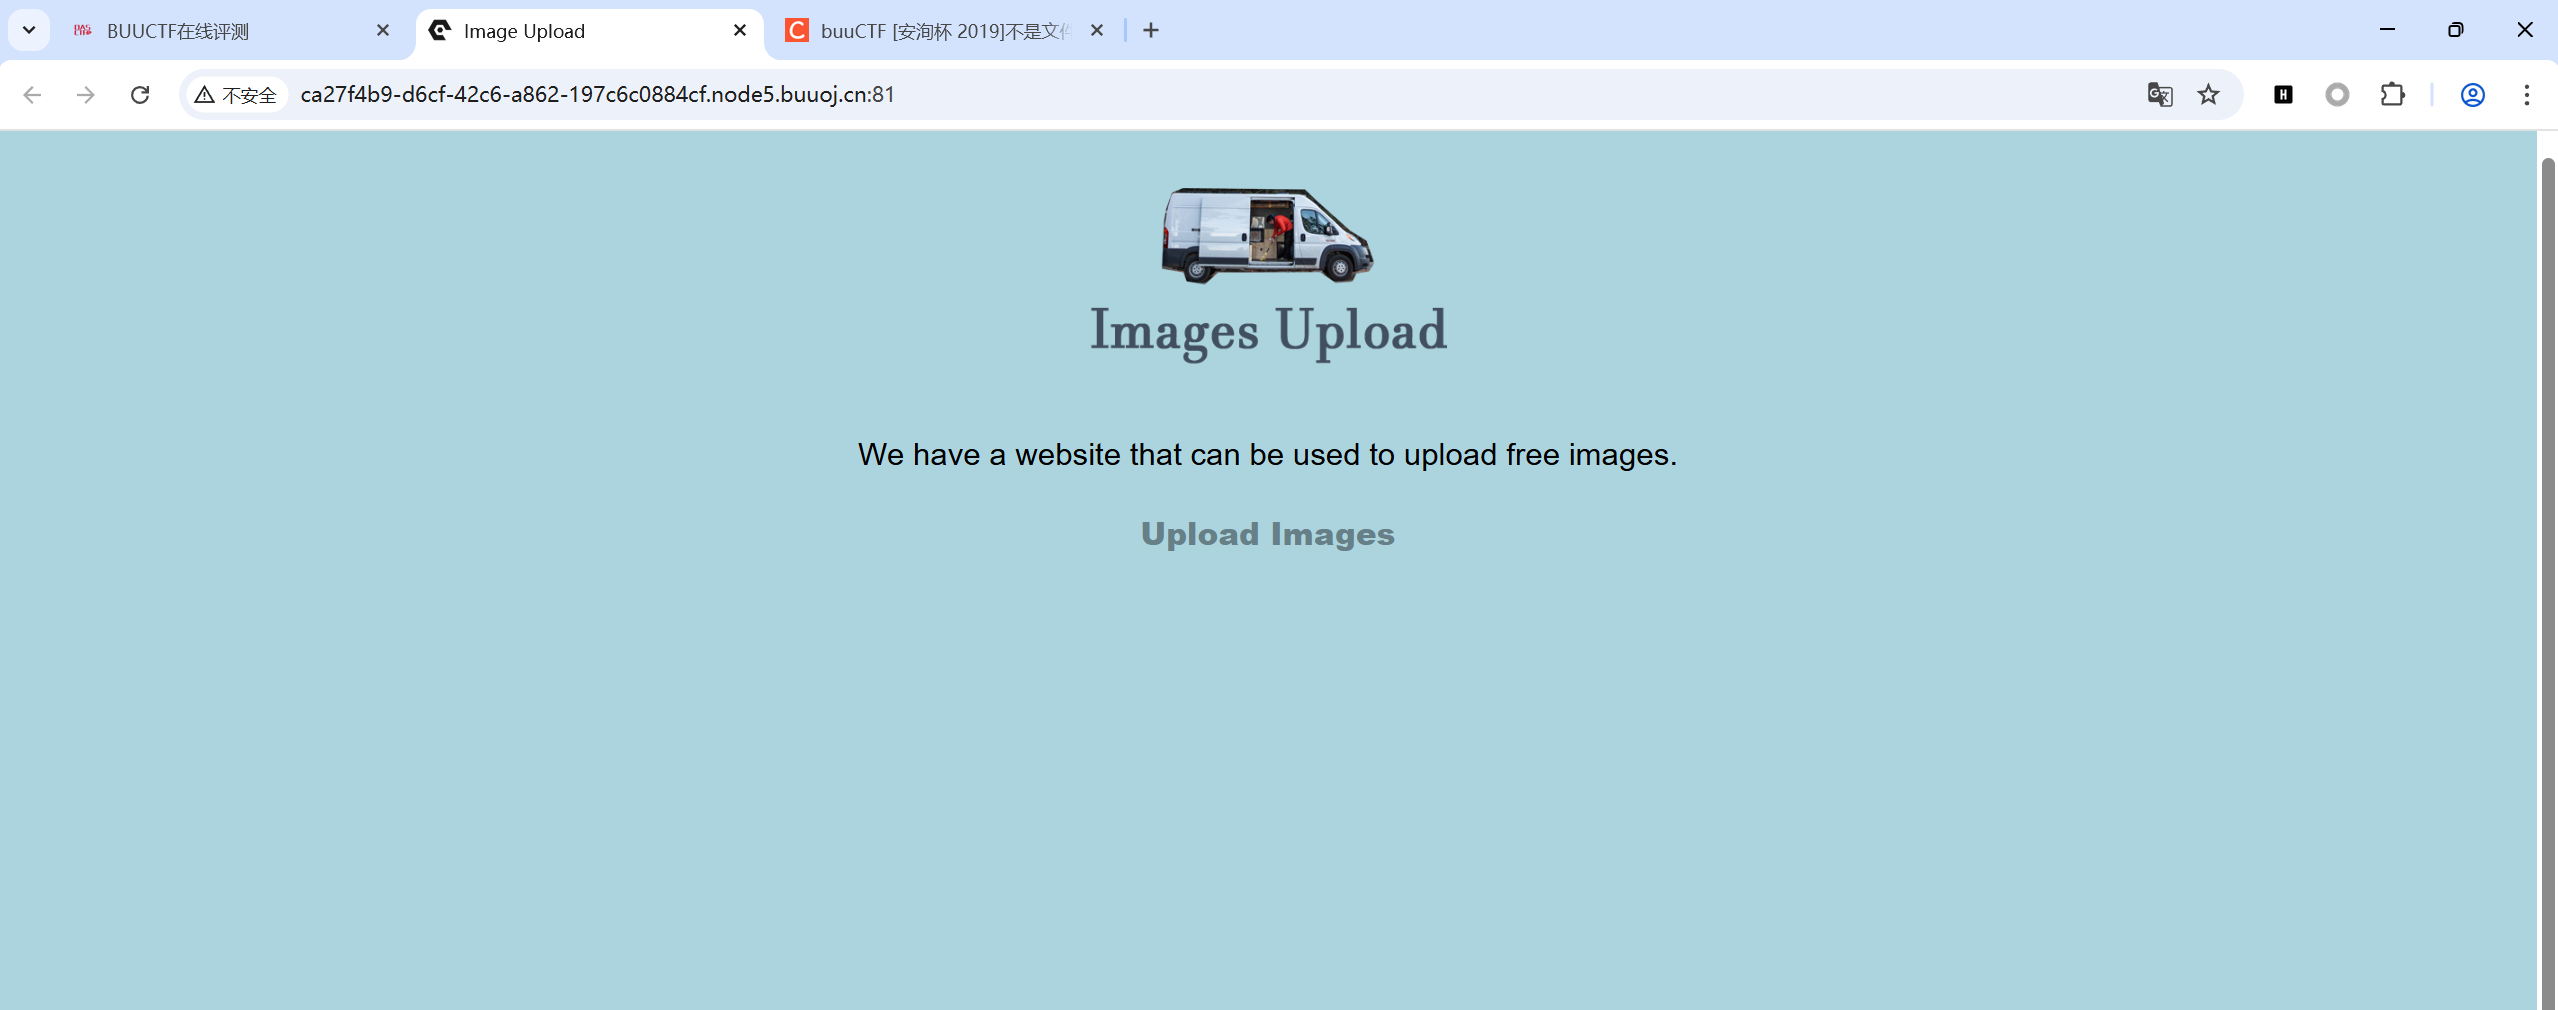 BUUCTF在线评测
Image Upload
buuCTF [安洵杯 2019]不是文件
不安全
ca27f4b9-d6cf-42c6-a862-197c6c0884cf.node5.buuoj.cn:81
Images Upload
We have a website that can be used to upload free images.
Upload Images